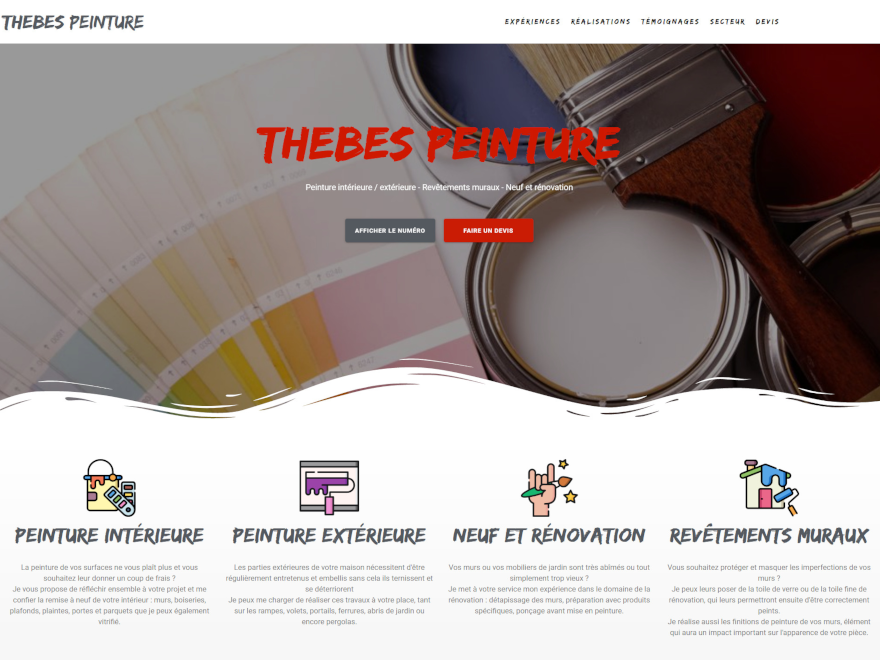 THEBES PEINTURE
EXPÉRIENCES RÉALISATIONS TÉMOIGNAGES SECTEUR DEVIS
THEBES PEINTURE
Peinture intérieure / extérieure - Revêtements muraux - Neuf et rénovation
AFFICHER LE NUMÉRO
FAIRE UN DEVIS
PEINTURE INTÉRIEURE
La peinture de vos surfaces ne vous plaît plus et vous
souhaitez leur donner un coup de frais ?
Je vous propose de réfléchir ensemble à votre projet et me
confier la remise à neuf de votre intérieur : murs, boiseries,
plafonds, plaintes, portes et parquets que je peux également
vitrifié.
PEINTURE EXTÉRIEURE
Les parties extérieures de votre maison nécessitent d'être
régulièrement entretenus et embellis sans cela ils ternissent et
se déterriorent
Je peux me charger de réaliser ces travaux à votre place, tant
sur les rampes, volets, portails, ferrures, abris de jardin ou
encore pergolas.
NEUF ET RÉNOVATION
Vos murs ou vos mobiliers de jardin sont très abîmés ou tout
simplement trop vieux ?
Je met à votre service mon expérience dans le domaine de la
rénovation : détapissage des murs, préparation avec produits
spécifiques, ponçage avant mise en peinture.
REVÊTEMENTS MURAUX
Vous souhaitez protéger et masquer les imperfections de vos
murs ?
Je peux leurs poser de la toile de verre ou de la toile fine de
rénovation, qui leurs permettront ensuite d'être correctement
peints.
Je réalise aussi les finitions de peinture de vos murs, élément
qui aura un impact important sur l'apparence de votre pièce.